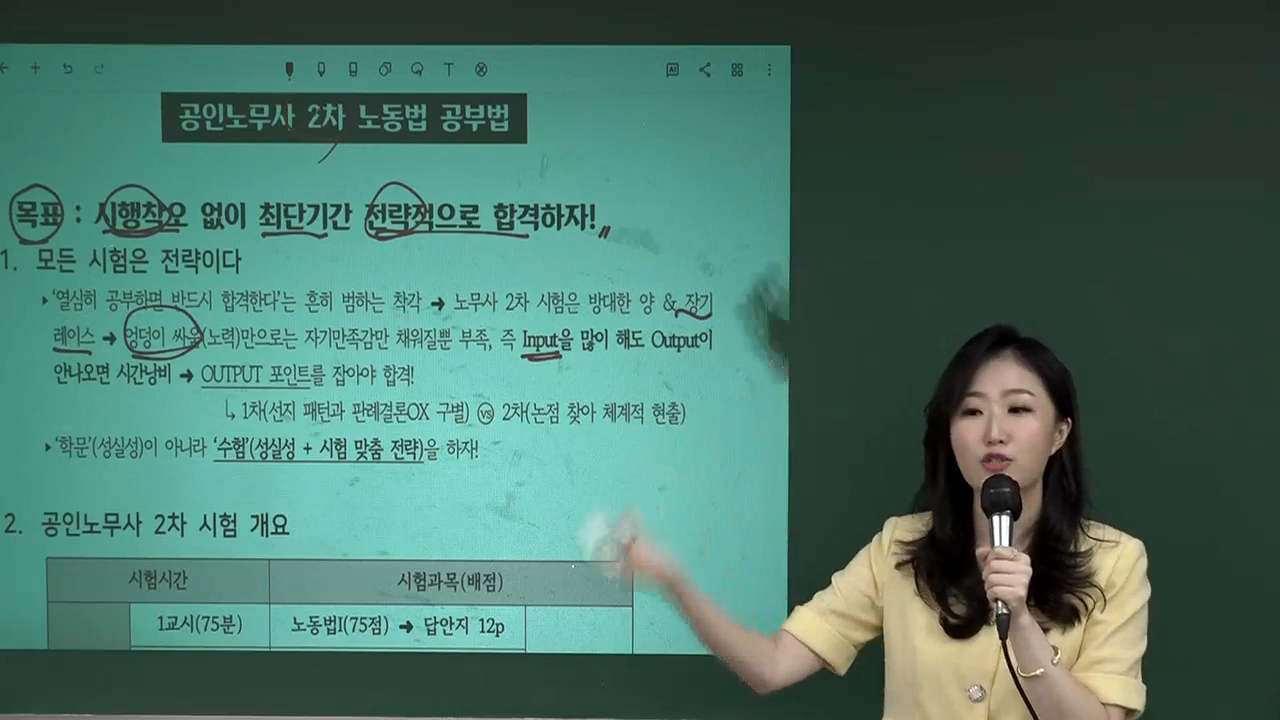 공인노무사 2차 노동법 공부법
목표 : 시행착오 없이 최단기간 전략적으로 합격하자!
1. 모든 시험은 전략이다
▸'열심히 공부하면 반드시 합격한다'는 흔히 범하는 착각 → 노무사 2차 시험은 방대한 양 & 장기
레이스 → 엉덩이 싸움(노력)만으로는 자기만족감만 채워질뿐 부족, 즉 Input을 많이 해도 Output이
안나오면 시간낭비 → OUTPUT 포인트를 잡아야 합격!
↳ 1차(선지 패턴과 판례결론OX 구별) vs 2차(논점 찾아 체계적 현출)
▸'학문'(성실성)이 아니라 '수험'(성실성 + 시험 맞춤 전략)을 하자!
2. 공인노무사 2차 시험 개요
시험시간 시험과목(배점)
1교시(75분) 노동법I(75점) → 답안지 12p